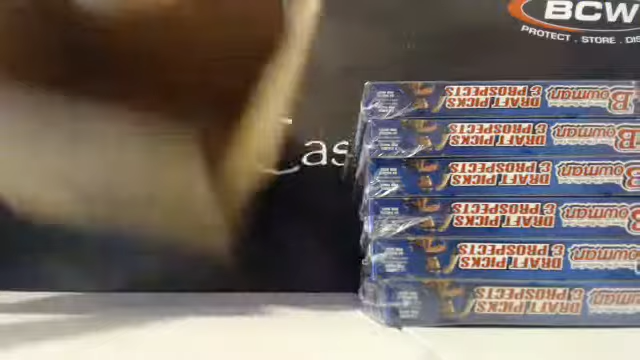 BCW
PROTECT . STORE . DIS
Cas
Bowman DRAFT PICKS & PROSPECTS
Bowman DRAFT PICKS & PROSPECTS
Bowman DRAFT PICKS & PROSPECTS
Bowman DRAFT PICKS & PROSPECTS
Bowman DRAFT PICKS & PROSPECTS
Bowman DRAFT PICKS & PROSPECTS